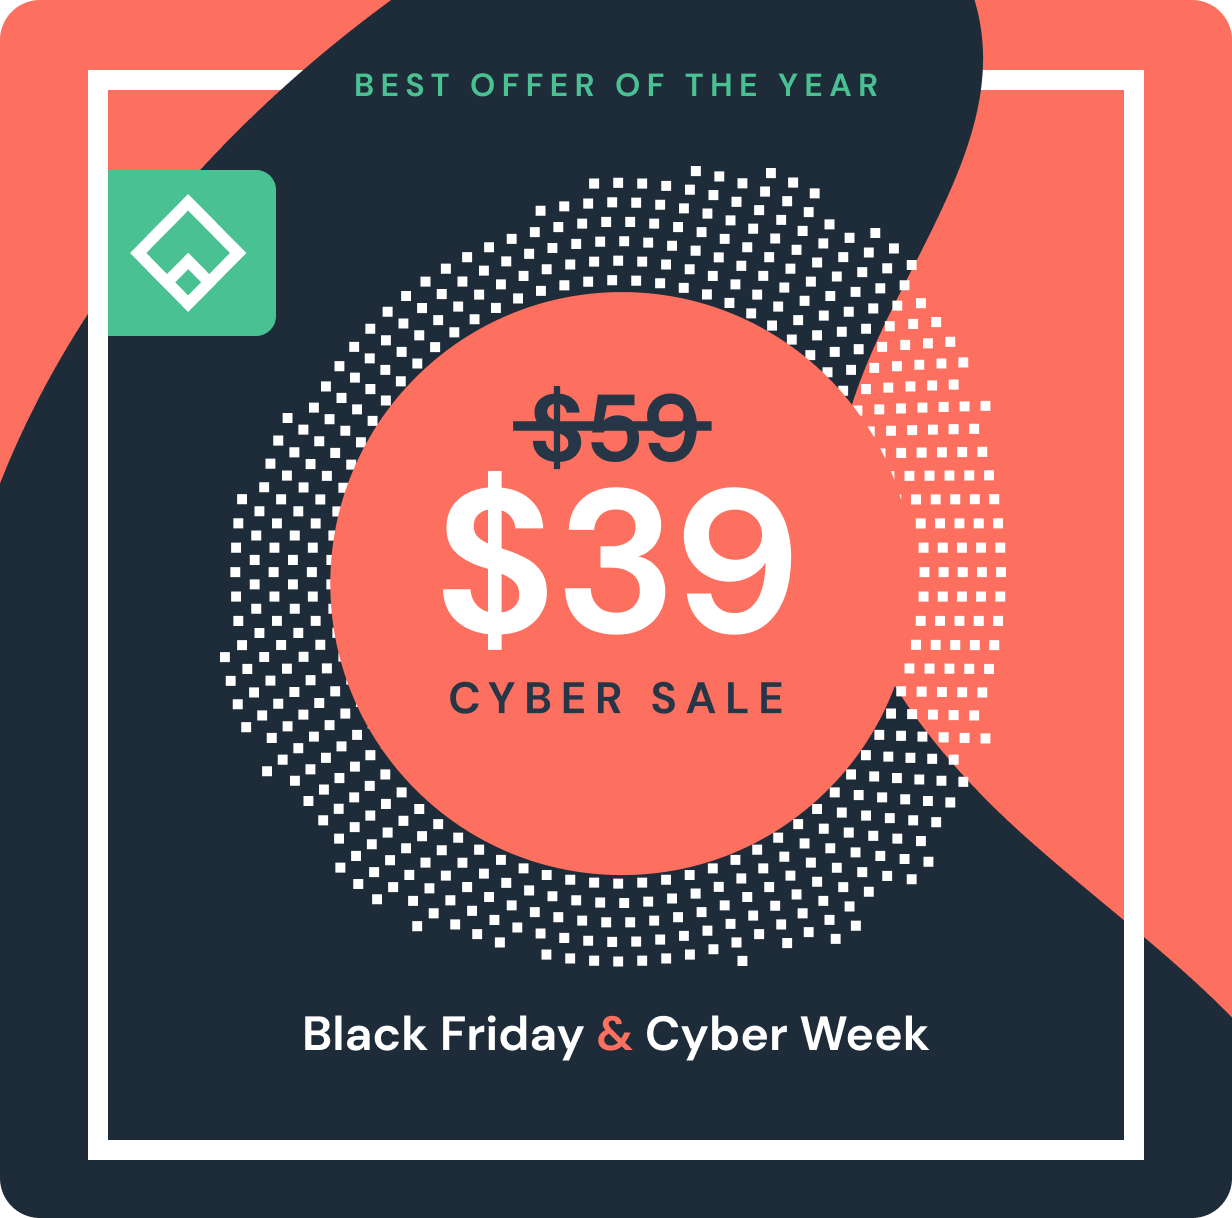 BEST OFFER OF THE YEAR
$59
$39
CYBER SALE
Black Friday & Cyber Week